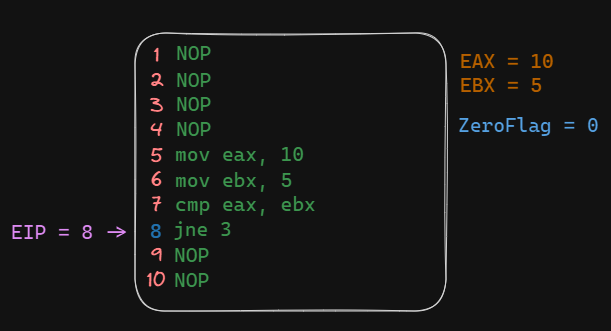 1 NOP
2 NOP
3 NOP
4 NOP
5 mov eax, 10
6 mov ebx, 5
7 cmp eax, ebx
EIP = 8 → 8 jne 3
9 NOP
10 NOP
EAX = 10
EBX = 5
ZeroFlag = 0